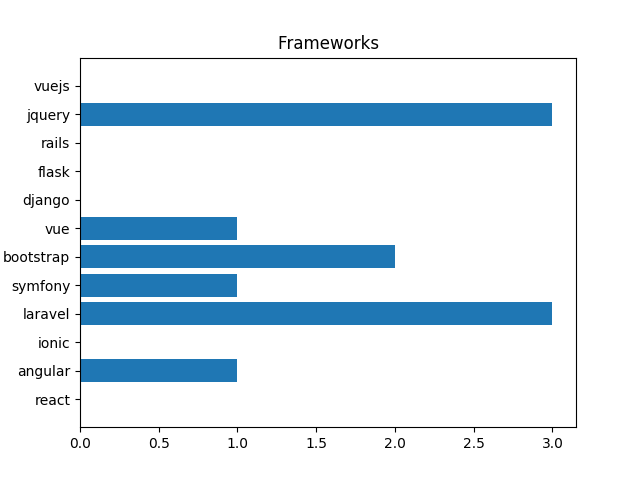 Frameworks
vuejs
jquery
rails
flask
django
vue
bootstrap
symfony
laravel
ionic
angular
react
0.0 0.5 1.0 1.5 2.0 2.5 3.0